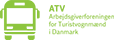 ATV
Arbejdsgiverforeningen
for Turistvognmænd
i Danmark